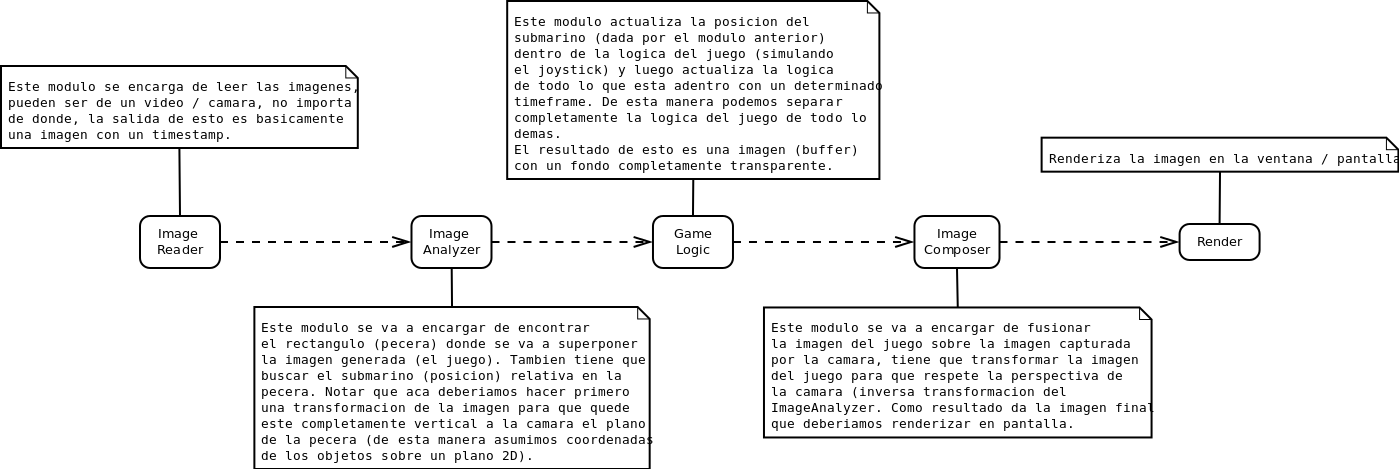 Este modulo actualiza la posicion del
submarino (dada por el modulo anterior)
dentro de la logica del juego (simulando
el joystick) y luego actualiza la logica
de todo lo que esta adentro con un determinado
timeframe. De esta manera podemos separar
completamente la logica del juego de todo lo
demas.
El resultado de esto es una imagen (buffer)
con un fondo completamente transparente.
Este modulo se encarga de leer las imagenes,
pueden ser de un video / camara, no importa
de donde, la salida de esto es basicamente
una imagen con un timestamp.
Renderiza la imagen en la ventana / pantalla
Image
Reader
Image
Analyzer
Game
Logic
Image
Composer
Render
Este modulo se va a encargar de encontrar
el rectangulo (pecera) donde se va a superponer
la imagen generada (el juego). Tambien tiene que
buscar el submarino (posicion) relativa en la
pecera. Notar que aca deberiamos hacer primero
una transformacion de la imagen para que quede
este completamente vertical a la camara el plano
de la pecera (de esta manera asumimos coordenadas
de los objetos sobre un plano 2D).
Este modulo se va a encargar de fusionar
la imagen del juego sobre la imagen capturada
por la camara, tiene que transformar la imagen
del juego para que respete la perspectiva de
la camara (inversa transformacion del
ImageAnalyzer. Como resultado da la imagen final
que deberiamos renderizar en pantalla.